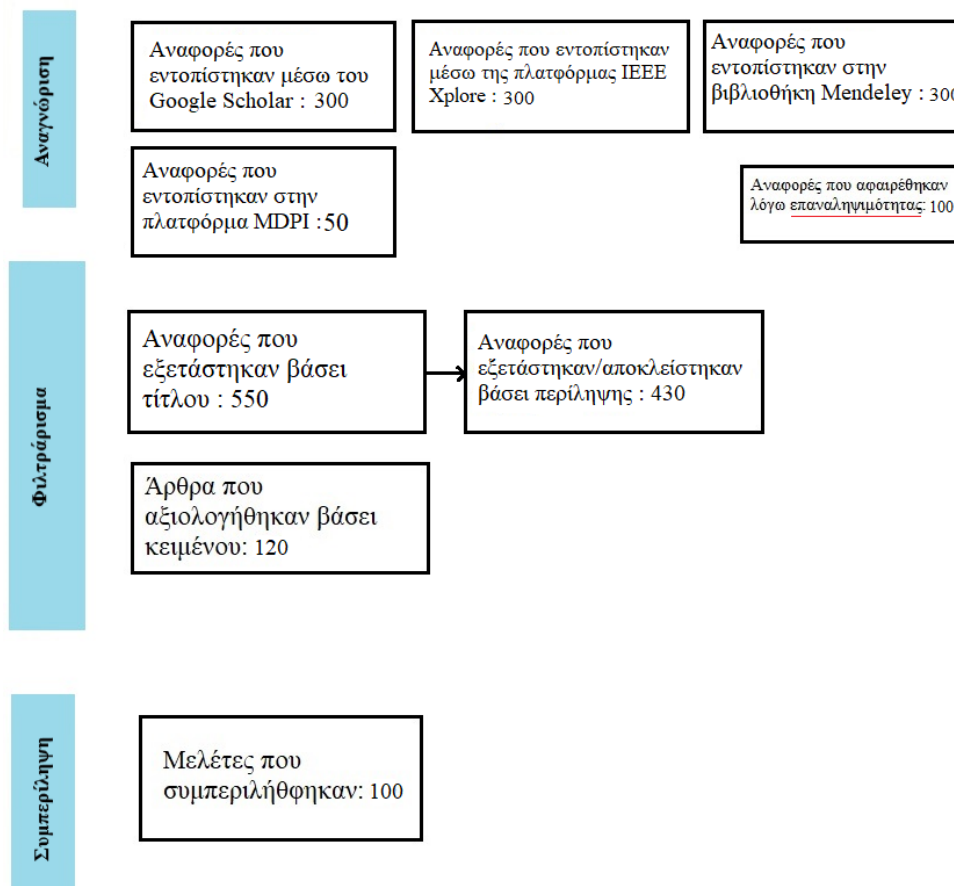 Αναγνώριση
Αναφορές που
εντοπίστηκαν μέσω του
Google Scholar : 300
Αναφορές που εντοπίστηκαν
μέσω της πλατφόρμας IEEE
Xplore : 300
Αναφορές που
εντοπίστηκαν στην
βιβλιοθήκη Mendeley : 300
Αναφορές που
εντοπίστηκαν στην
πλατφόρμα MDPI :50
Αναφορές που αφαιρέθηκαν
λόγω επαναληψιμότητας: 100
Φιλτράρισμα
Αναφορές που
εξετάστηκαν βάσει
τίτλου : 550
Αναφορές που
εξετάστηκαν/αποκλείστηκαν
βάσει περίληψης : 430
Άρθρα που
αξιολογήθηκαν βάσει
κειμένου: 120
Συμπερίληψη
Μελέτες που
συμπεριλήθφηκαν: 100